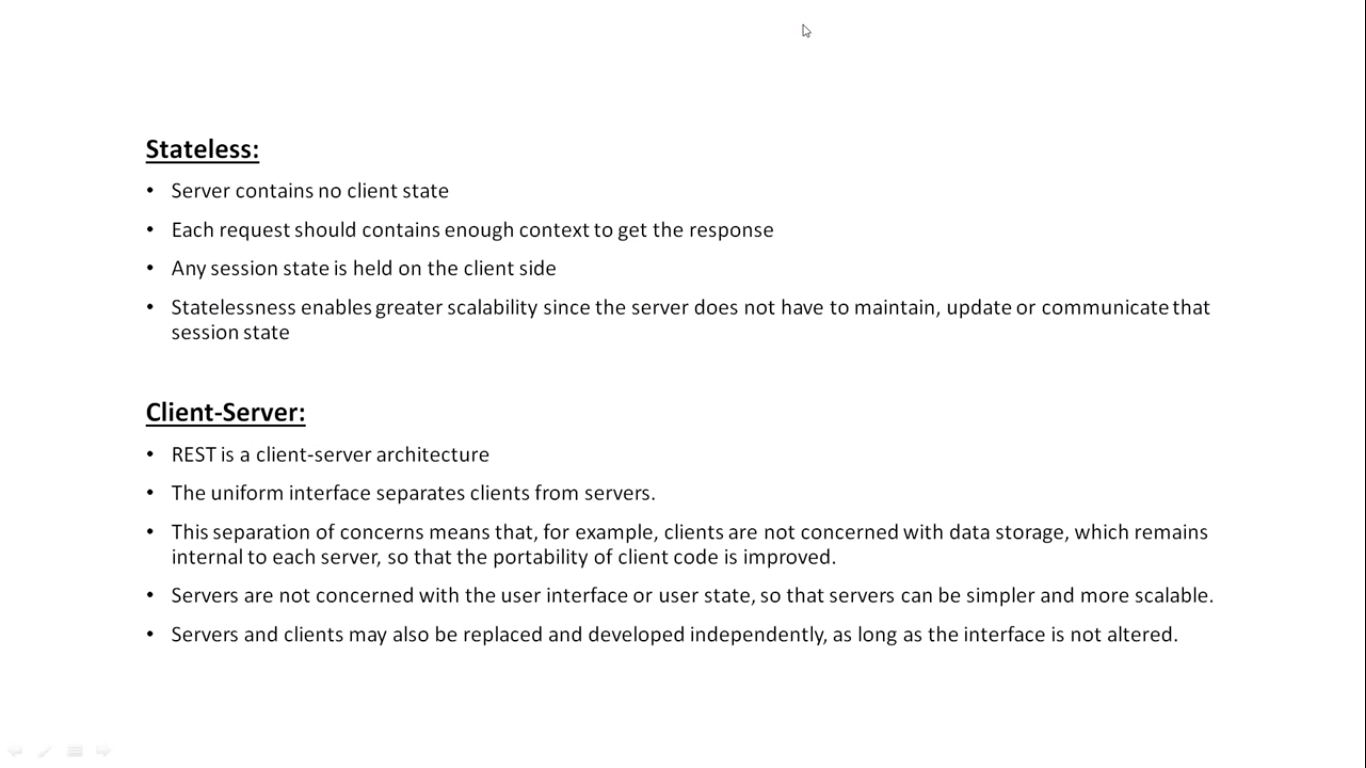 Stateless:
• Server contains no client state
• Each request should contains enough context to get the response
• Any session state is held on the client side
• Statelessness enables greater scalability since the server does not have to maintain, update or communicate that
session state
Client-Server:
• REST is a client-server architecture
• The uniform interface separates clients from servers.
• This separation of concerns means that, for example, clients are not concerned with data storage, which remains
internal to each server, so that the portability of client code is improved.
• Servers are not concerned with the user interface or user state, so that servers can be simpler and more scalable.
• Servers and clients may also be replaced and developed independently, as long as the interface is not altered.